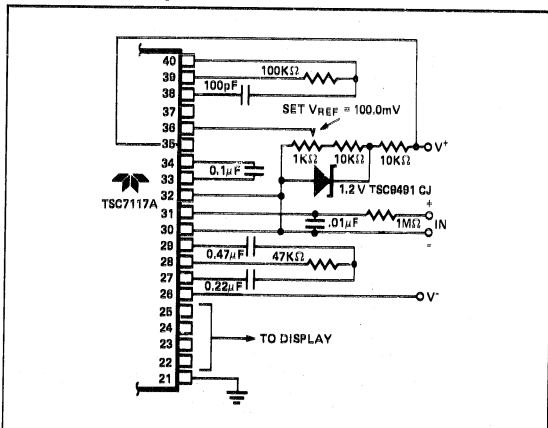 40
39
100KΩ
38
100pF
37
SET VREF = 100.0mV
36
35
V+
1KΩ
10KΩ
10KΩ
34
0.1μF
33
1.2 V TSC9491 CJ
32
TSC7117A
31
+
.01μF
1MΩ
IN
30
-
29
0.47μF
28
47KΩ
27
0.22μF
26
V-
25
24
TO DISPLAY
23
22
21